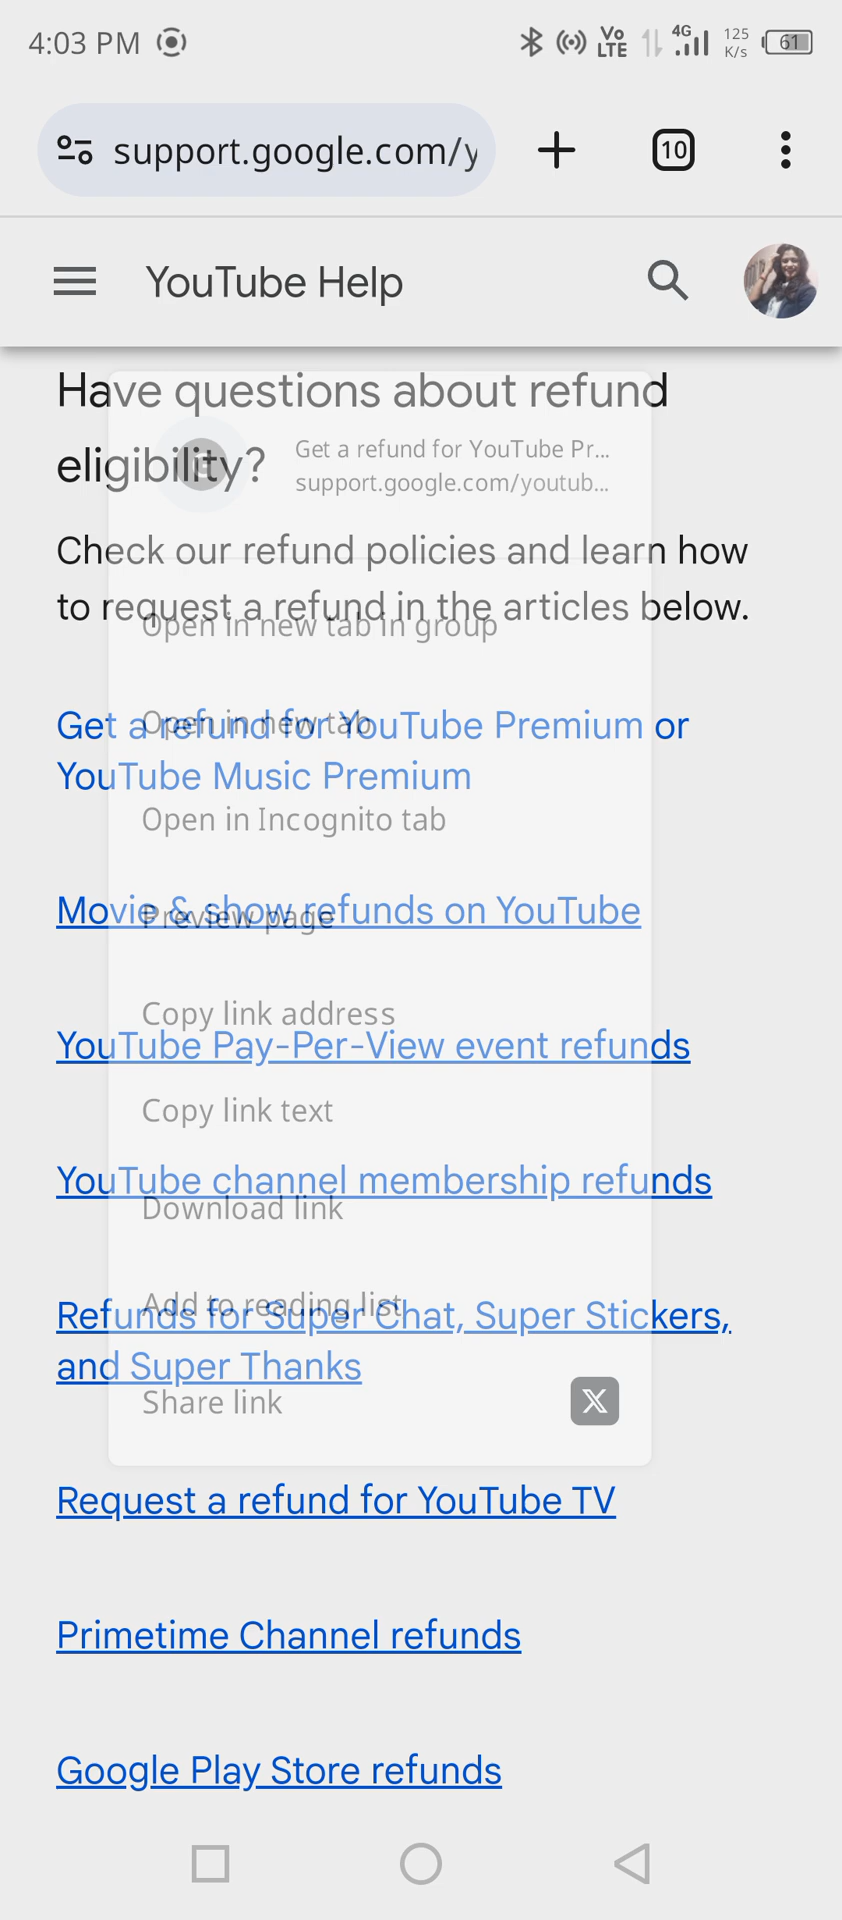 4:03 PM
Vo
LTE
4G
125
K/s
61
support.google.com/y
10
YouTube Help
Have questions about refund
eligibility?
Get a refund for YouTube Pr...
support.google.com/youtub...
Check our refund policies and learn how
to request a refund in the articles below.
Open in new tab in group
Get a refund for YouTube Premium or
YouTube Music Premium
Open in new tab
Open in Incognito tab
Movie & show refunds on YouTube
Preview page
Copy link address
YouTube Pay-Per-View event refunds
Copy link text
YouTube channel membership refunds
Download link
Add to reading list
Refunds for Super Chat, Super Stickers,
and Super Thanks
Share link
X
Request a refund for YouTube TV
Primetime Channel refunds
Google Play Store refunds